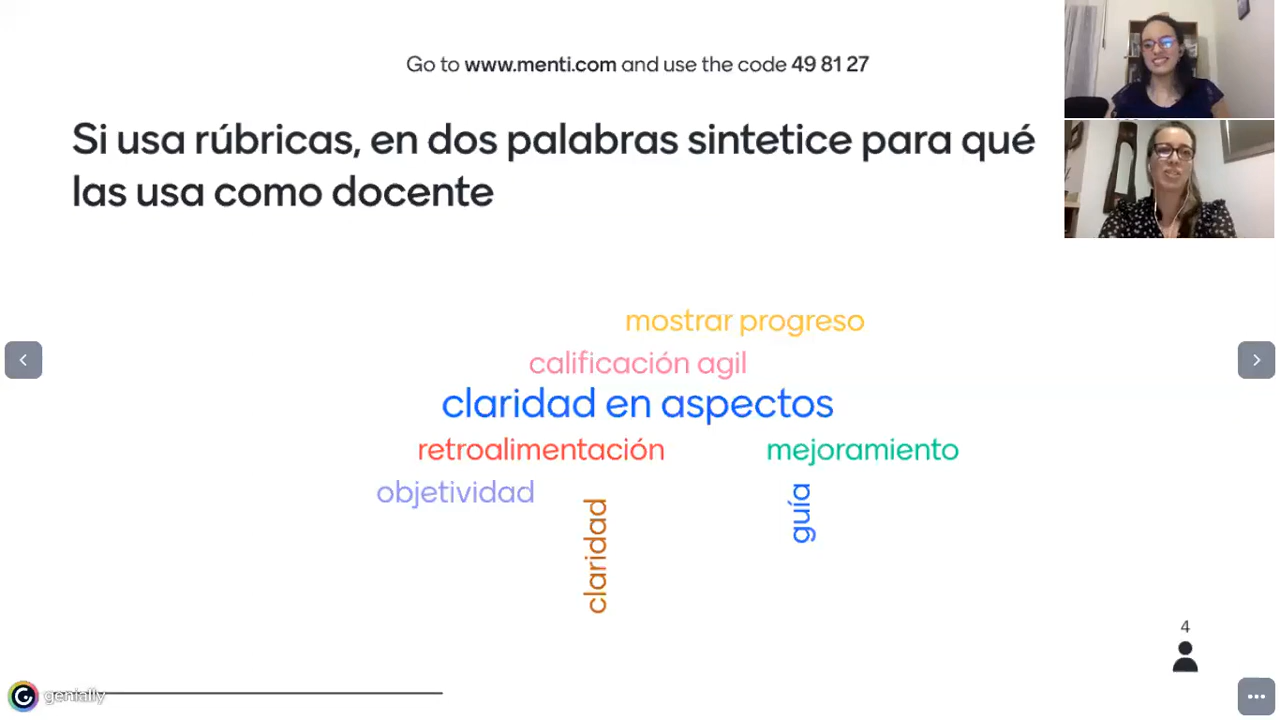 Go to www.menti.com and use the code 49 81 27
Si usa rúbricas, en dos palabras sintetice para qué
las usa como docente
mostrar progreso
calificación agil
claridad en aspectos
retroalimentación
mejoramiento
objetividad
claridad
guía
4
genially